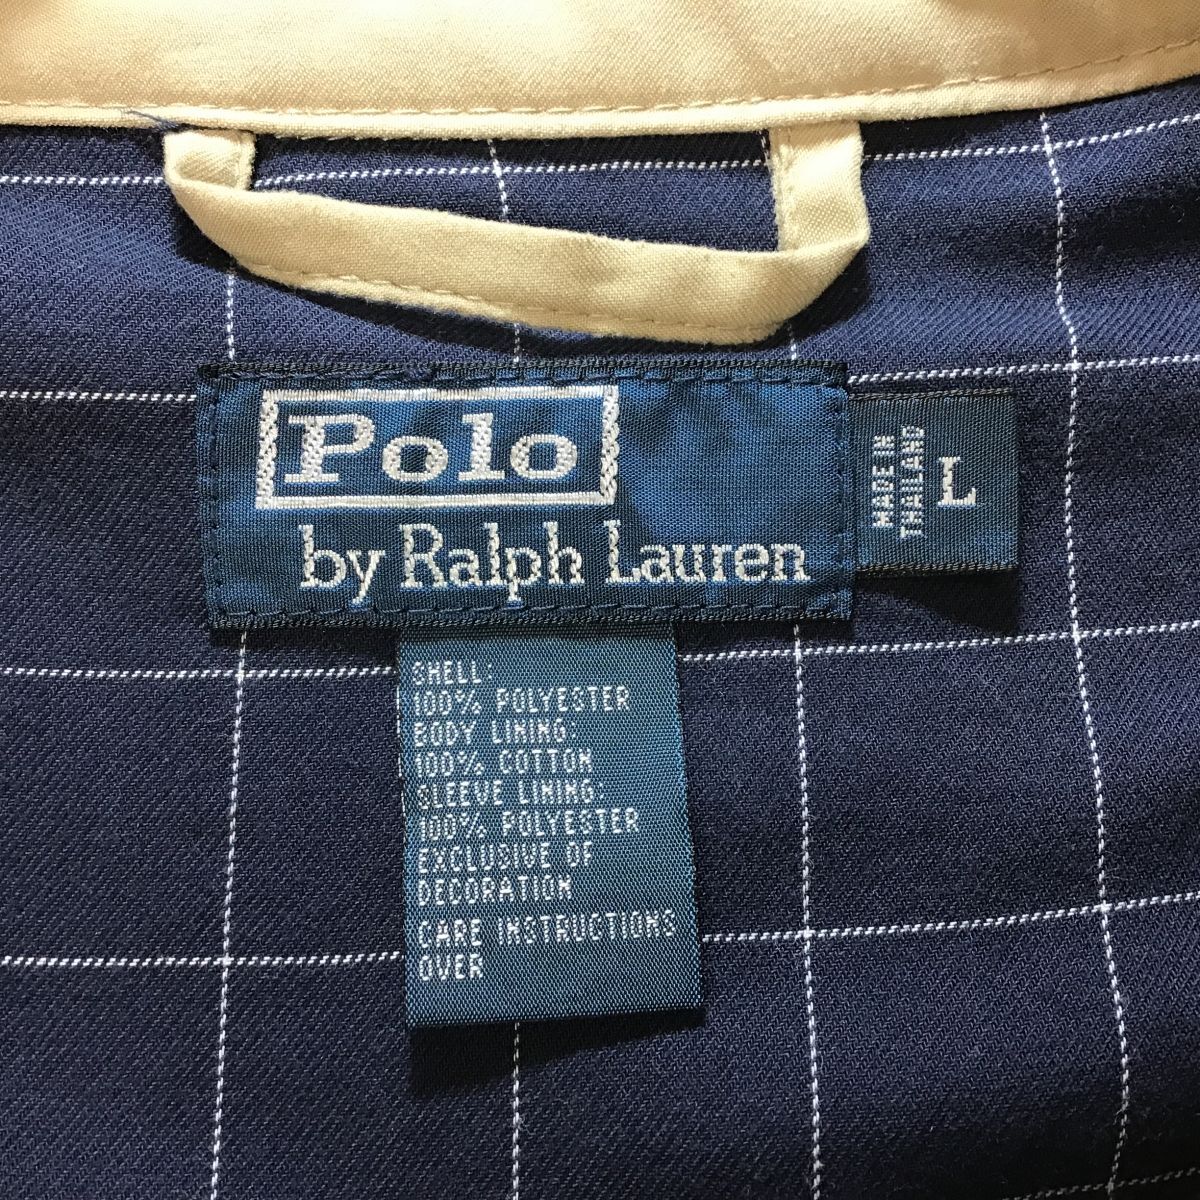 Polo
by Ralph Lauren
MADE IN
THAILAND
L
SHELL:
100% POLYESTER
BODY LINING:
100% COTTON
SLEEVE LINING:
100% POLYESTER
EXCLUSIVE OF
DECORATION
CARE INSTRUCTIONS
OVER